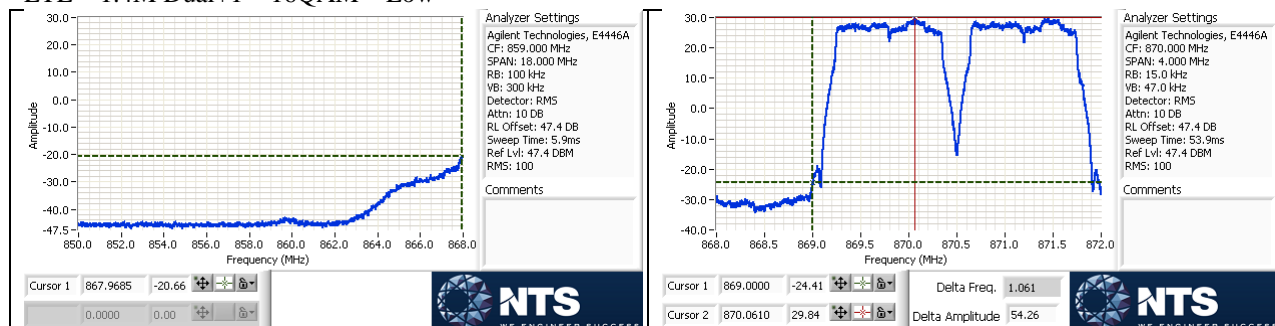 LTE – 1.4M Dual V1 – 16QAM – Low
30.0
20.0
10.0
0.0
-10.0
-20.0
-30.0
-40.0
-47.5
Amplitude
850.0 852.0 854.0 856.0 858.0 860.0 862.0 864.0 866.0 868.0
Frequency (MHz)
Analyzer Settings
Agilent Technologies, E4446A
CF: 859.000 MHz
SPAN: 18.000 MHz
RB: 100 kHz
VB: 300 kHz
Detector: RMS
Attn: 10 DB
RL Offset: 47.4 DB
Sweep Time: 5.9ms
Ref Lvl: 47.4 DBM
RMS: 100
Comments
Cursor 1 867.9685 -20.66
0.0000 0.00
NTS
WE ENGINEER SUCCESS
30.0
20.0
10.0
0.0
-10.0
-20.0
-30.0
-40.0
Amplitude
868.0 868.5 869.0 869.5 870.0 870.5 871.0 871.5 872.0
Frequency (MHz)
Analyzer Settings
Agilent Technologies, E4446A
CF: 870.000 MHz
SPAN: 4.000 MHz
RB: 15.0 kHz
VB: 47.0 kHz
Detector: RMS
Attn: 10 DB
RL Offset: 47.4 DB
Sweep Time: 53.9ms
Ref Lvl: 47.4 DBM
RMS: 100
Comments
Cursor 1 869.0000 -24.41
Cursor 2 870.0610 29.84
Delta Freq. 1.061
Delta Amplitude 54.26
NTS
WE ENGINEER SUCCESS